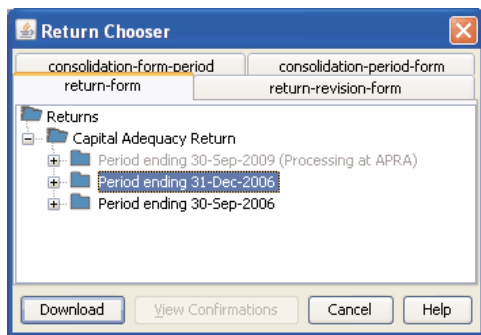 Return Chooser
consolidation-form-period consolidation-period-form
return-form return-revision-form
Returns
Capital Adequacy Return
Period ending 30-Sep-2009 (Processing at APRA)
Period ending 31-Dec-2006
Period ending 30-Sep-2006
Download View Confirmations Cancel Help